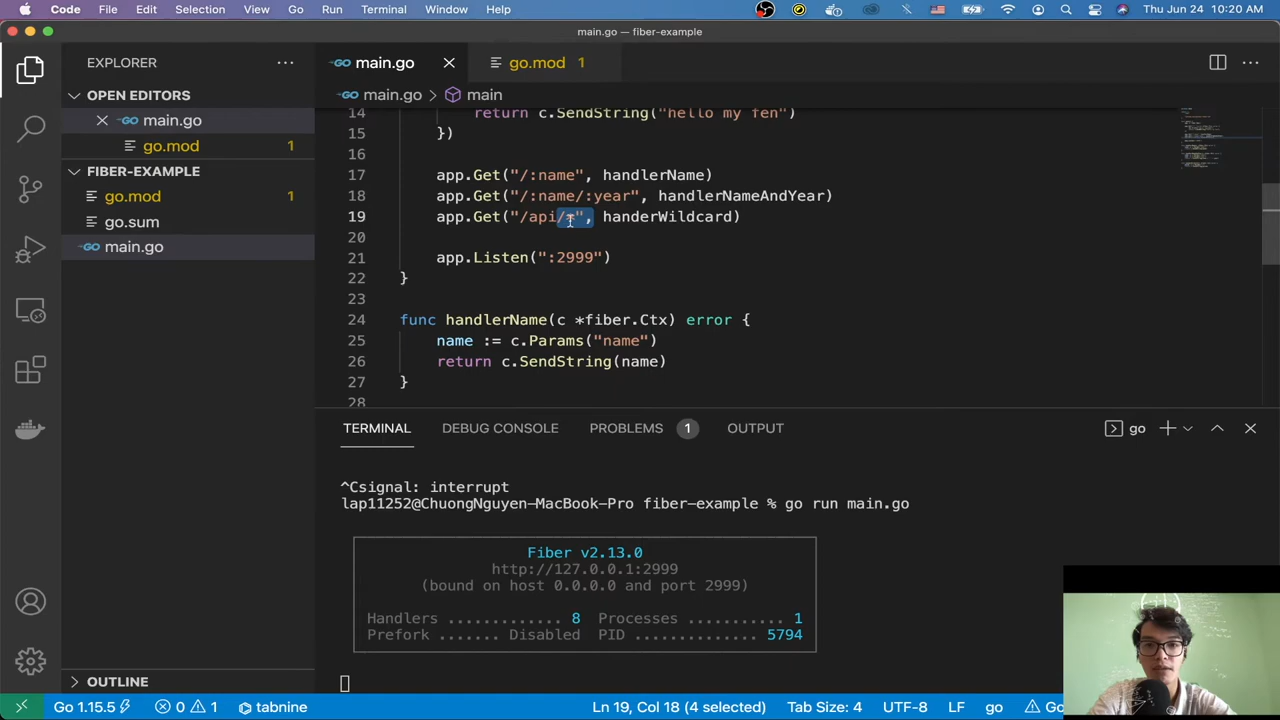 Code File Edit Selection View Go Run Terminal Window Help Thu Jun 24 10:20 AM
main.go — fiber-example
EXPLORER
main.go
go.mod 1
OPEN EDITORS
main.go > main
main.go
go.mod 1
FIBER-EXAMPLE
go.mod 1
go.sum
main.go
14 return c.SendString("hello my fen")
15 })
16
17 app.Get("/:name", handlerName)
18 app.Get("/:name/:year", handlerNameAndYear)
19 app.Get("/api/*", handerWildcard)
20
21 app.Listen(":2999")
22 }
23
24 func handlerName(c *fiber.Ctx) error {
25 name := c.Params("name")
26 return c.SendString(name)
27 }
28
TERMINAL DEBUG CONSOLE PROBLEMS 1 OUTPUT
go
^Csignal: interrupt
lap11252@ChuongNguyen-MacBook-Pro fiber-example % go run main.go
Fiber v2.13.0
http://127.0.0.1:2999
(bound on host 0.0.0.0 and port 2999)
Handlers ............. 8 Processes ........... 1
Prefork ....... Disabled PID ............. 5794
OUTLINE
Go 1.15.5 0 1 tabnine Ln 19, Col 18 (4 selected) Tab Size: 4 UTF-8 LF go Go